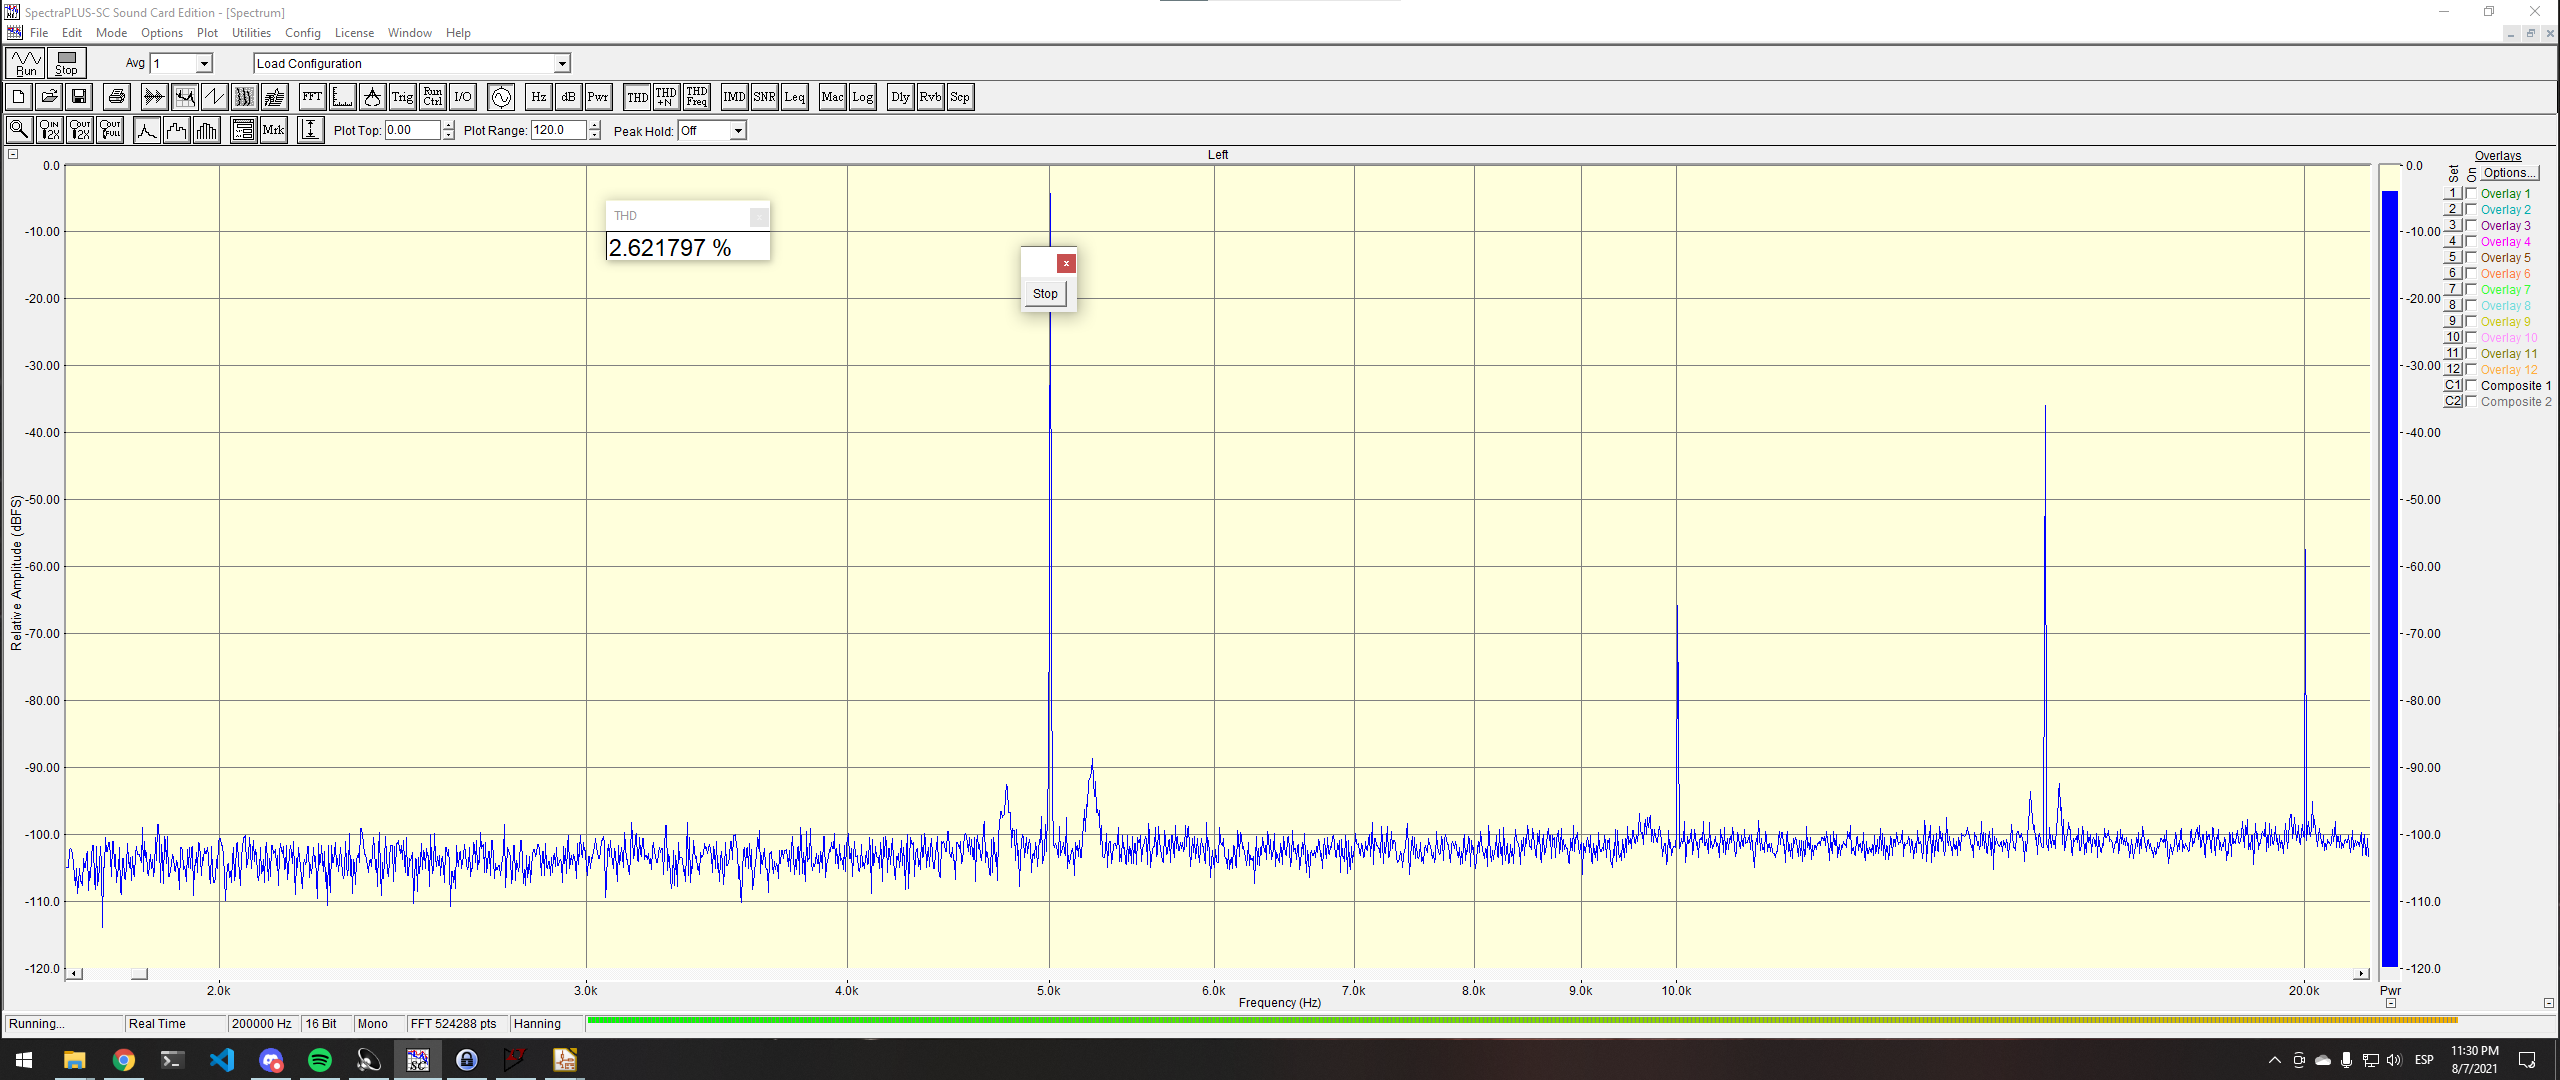 SpectraPLUS-SC Sound Card Edition - [Spectrum]
File Edit Mode Options Plot Utilities Config License Window Help
Run Stop Avg 1 Load Configuration
FFT Trig Run Ctrl I/O Hz dB Pwr THD THD +N THD Freq IMD SNR Leq Mac Log Dly Rvb Scp
IN 2X OUT 2X OUT FULL Mrk Plot Top: 0.00 Plot Range: 120.0 Peak Hold: Off
Left
Relative Amplitude (dBFS)
0.0
-10.00
-20.00
-30.00
-40.00
-50.00
-60.00
-70.00
-80.00
-90.00
-100.0
-110.0
-120.0
THD
2.621797 %
x
Stop
2.0k 3.0k 4.0k 5.0k 6.0k 7.0k 8.0k 9.0k 10.0k 20.0k
Frequency (Hz)
0.0
-10.00
-20.00
-30.00
-40.00
-50.00
-60.00
-70.00
-80.00
-90.00
-100.0
-110.0
-120.0
Pwr
Overlays
Set On Options...
1 Overlay 1
2 Overlay 2
3 Overlay 3
4 Overlay 4
5 Overlay 5
6 Overlay 6
7 Overlay 7
8 Overlay 8
9 Overlay 9
10 Overlay 10
11 Overlay 11
12 Overlay 12
C1 Composite 1
C2 Composite 2
Running... Real Time 200000 Hz 16 Bit Mono FFT 524288 pts Hanning
SC
ESP
11:30 PM
8/7/2021